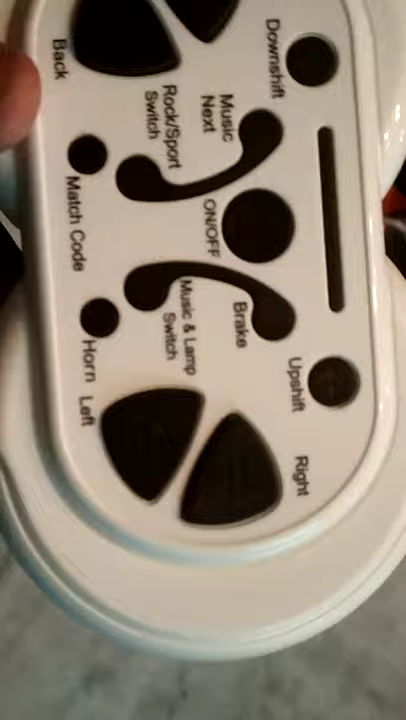 Downshift
Back
Music
Next
Rock/Sport
Switch
ON/OFF
Match Code
Brake
Music & Lamp
Switch
Upshift
Horn
Left
Right